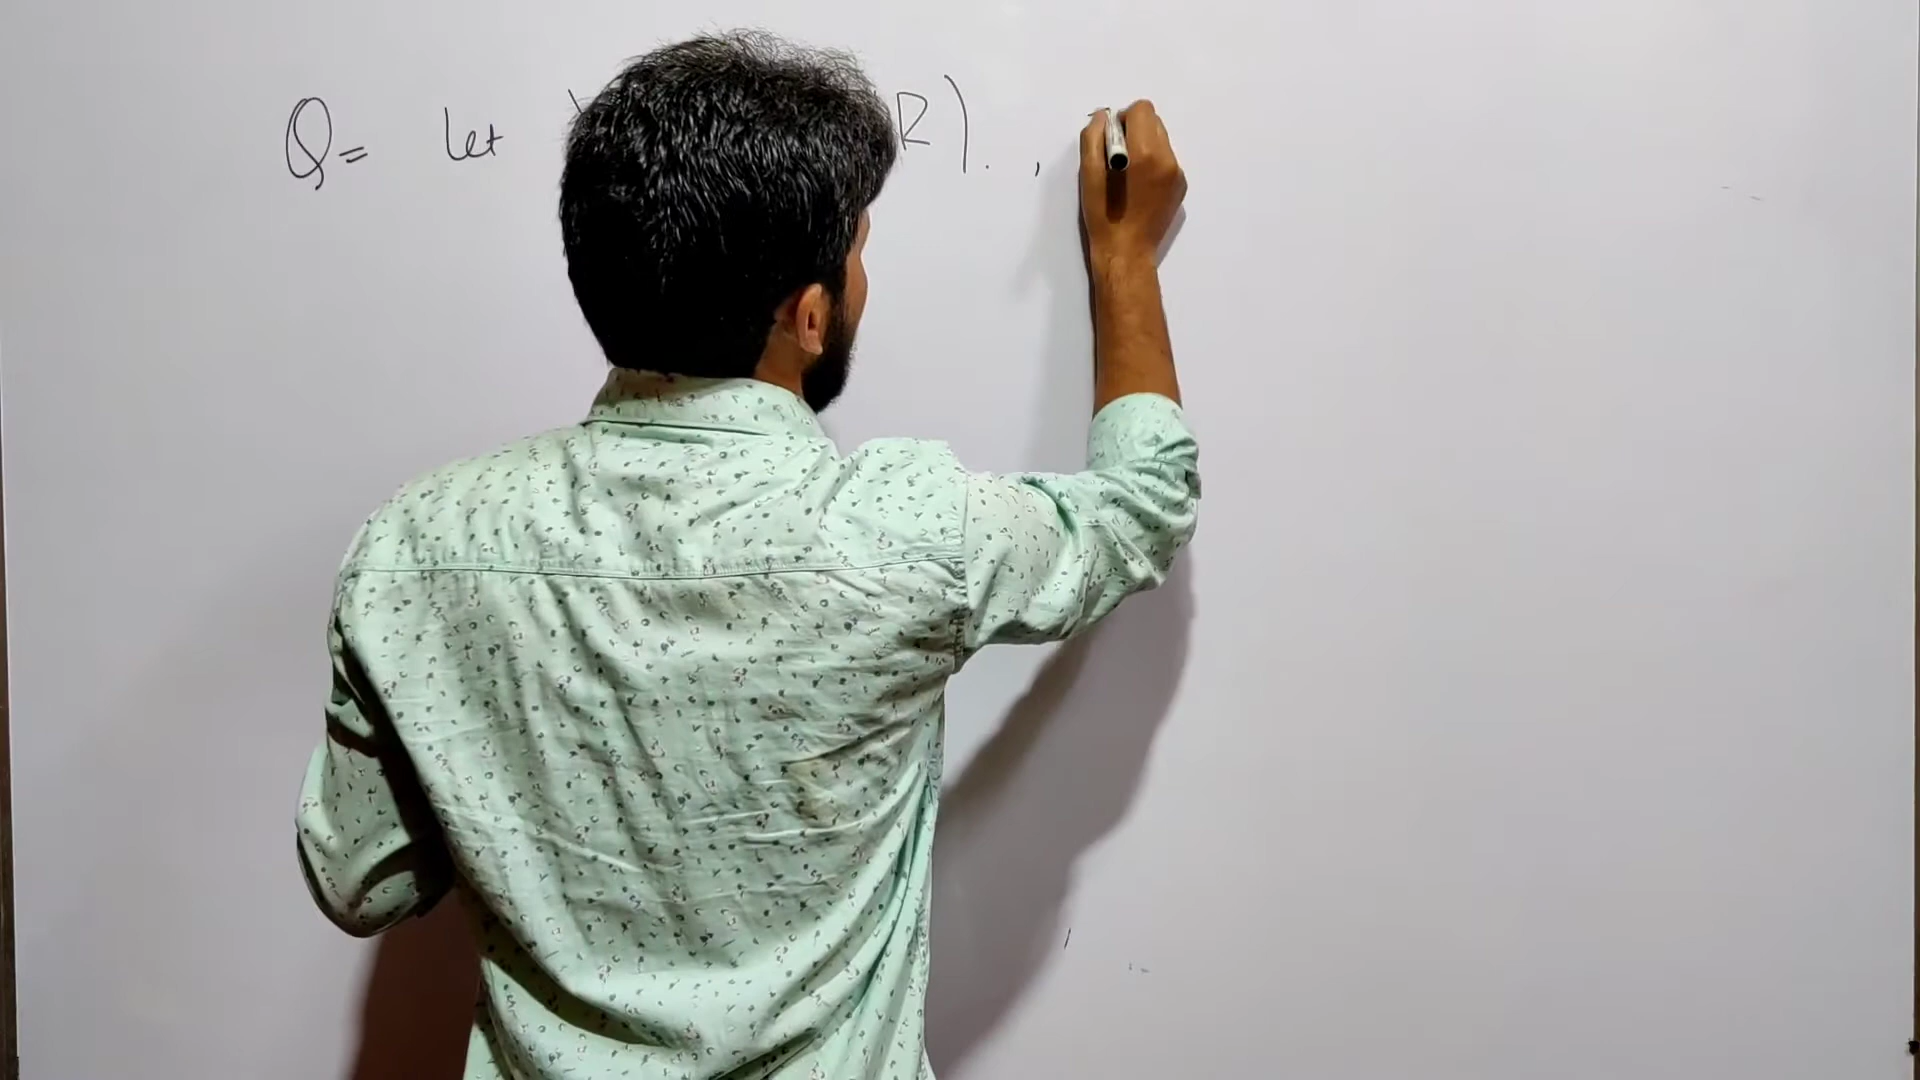 Q= let R). ,